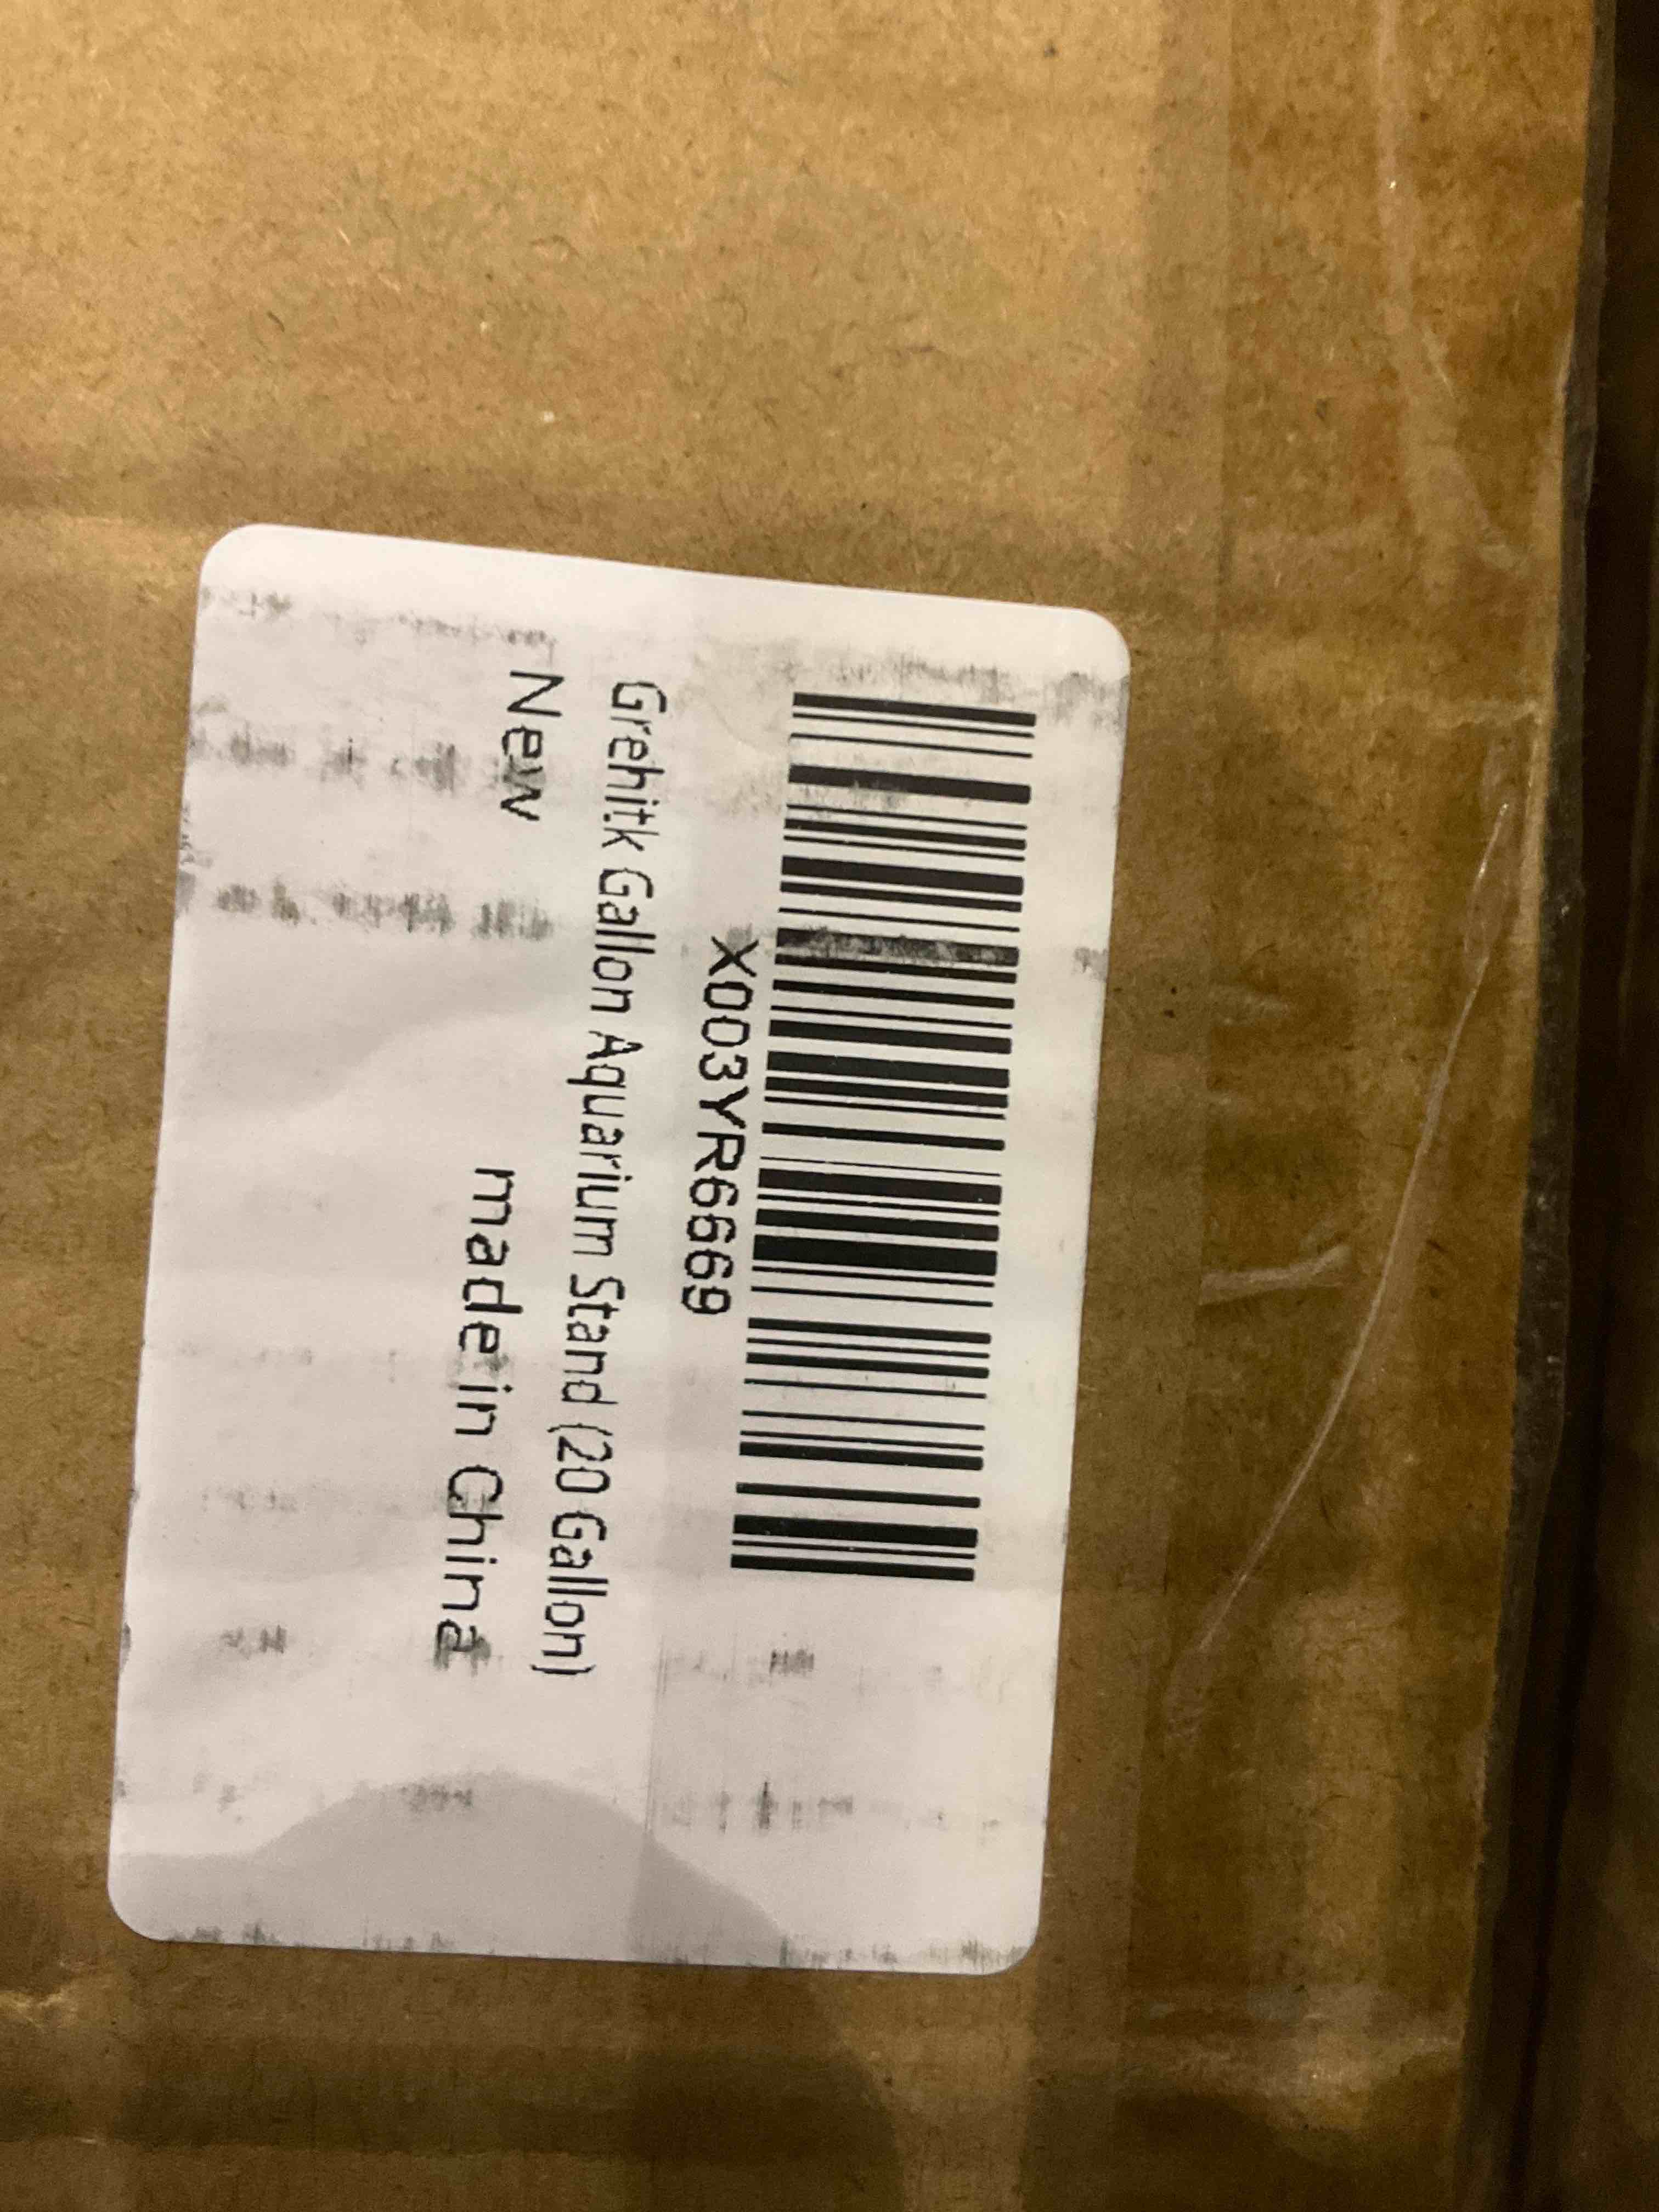 X003YR6669
Grehitk Gallon Aquarium Stand (20 Gallon)
New
made in China